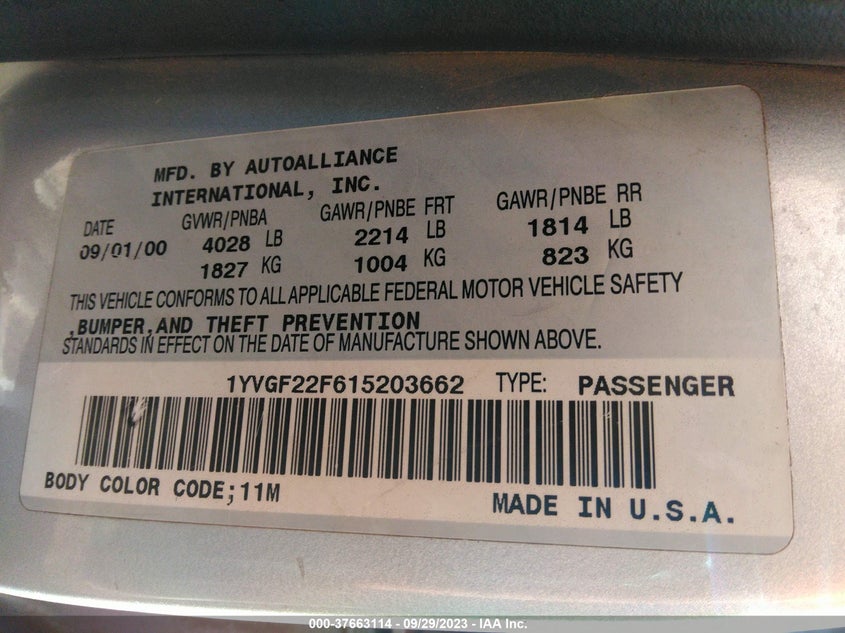 MFD. BY AUTOALLIANCE
INTERNATIONAL, INC.
DATE GVWR/PNBA GAWR/PNBE FRT GAWR/PNBE RR
09/01/00 4028 LB 2214 LB 1814 LB
1827 KG 1004 KG 823 KG
THIS VEHICLE CONFORMS TO ALL APPLICABLE FEDERAL MOTOR VEHICLE SAFETY
,BUMPER,AND THEFT PREVENTION
STANDARDS IN EFFECT ON THE DATE OF MANUFACTURE SHOWN ABOVE.
1YVGF22F615203662 TYPE: PASSENGER
BODY COLOR CODE;11M
MADE IN U.S.A.
000-37663114 - 09/29/2023 - IAA Inc.